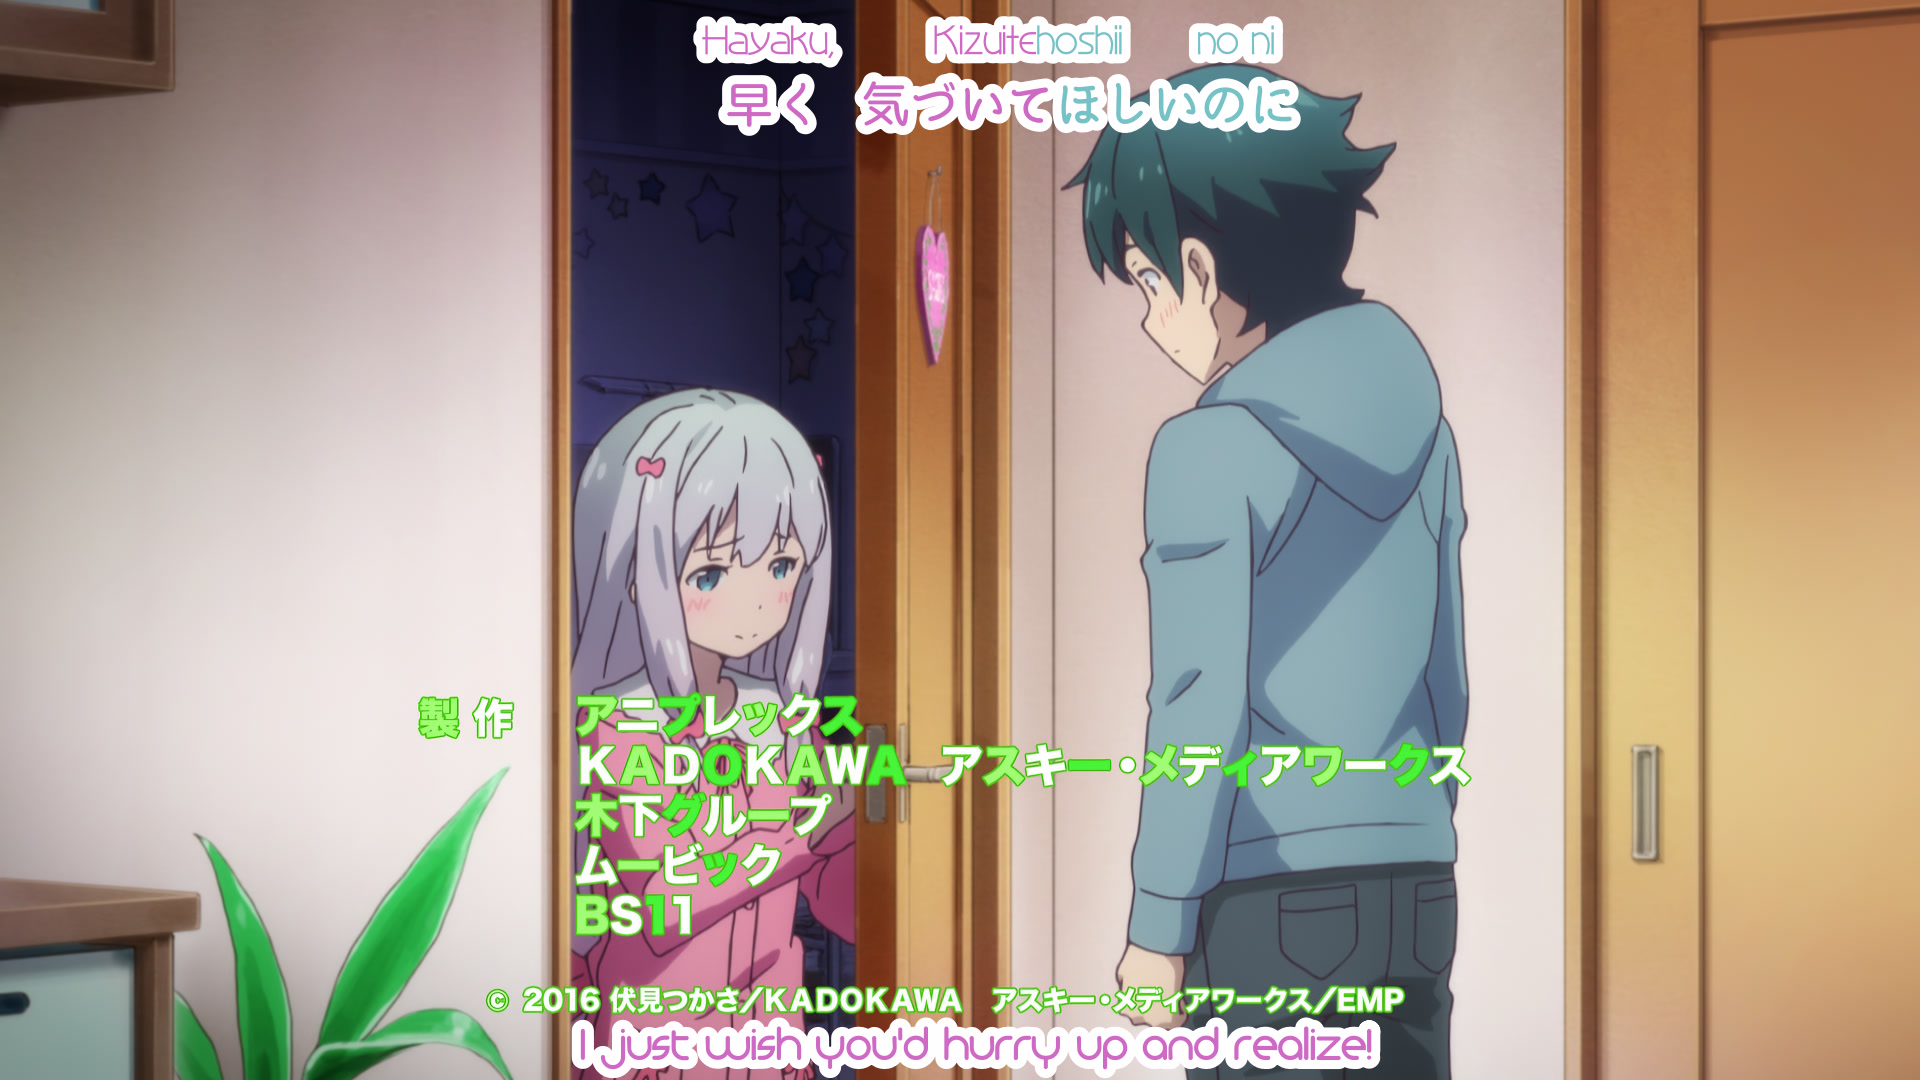 Hayaku, Kizuitehoshii no ni
早く 気づいてほしいのに
製作 アニプレックス
KADOKAWA アスキー・メディアワークス
木下グループ
ムービック
BS11
© 2016 伏見つかさ／KADOKAWA アスキー・メディアワークス／EMP
I just wish you'd hurry up and realize!